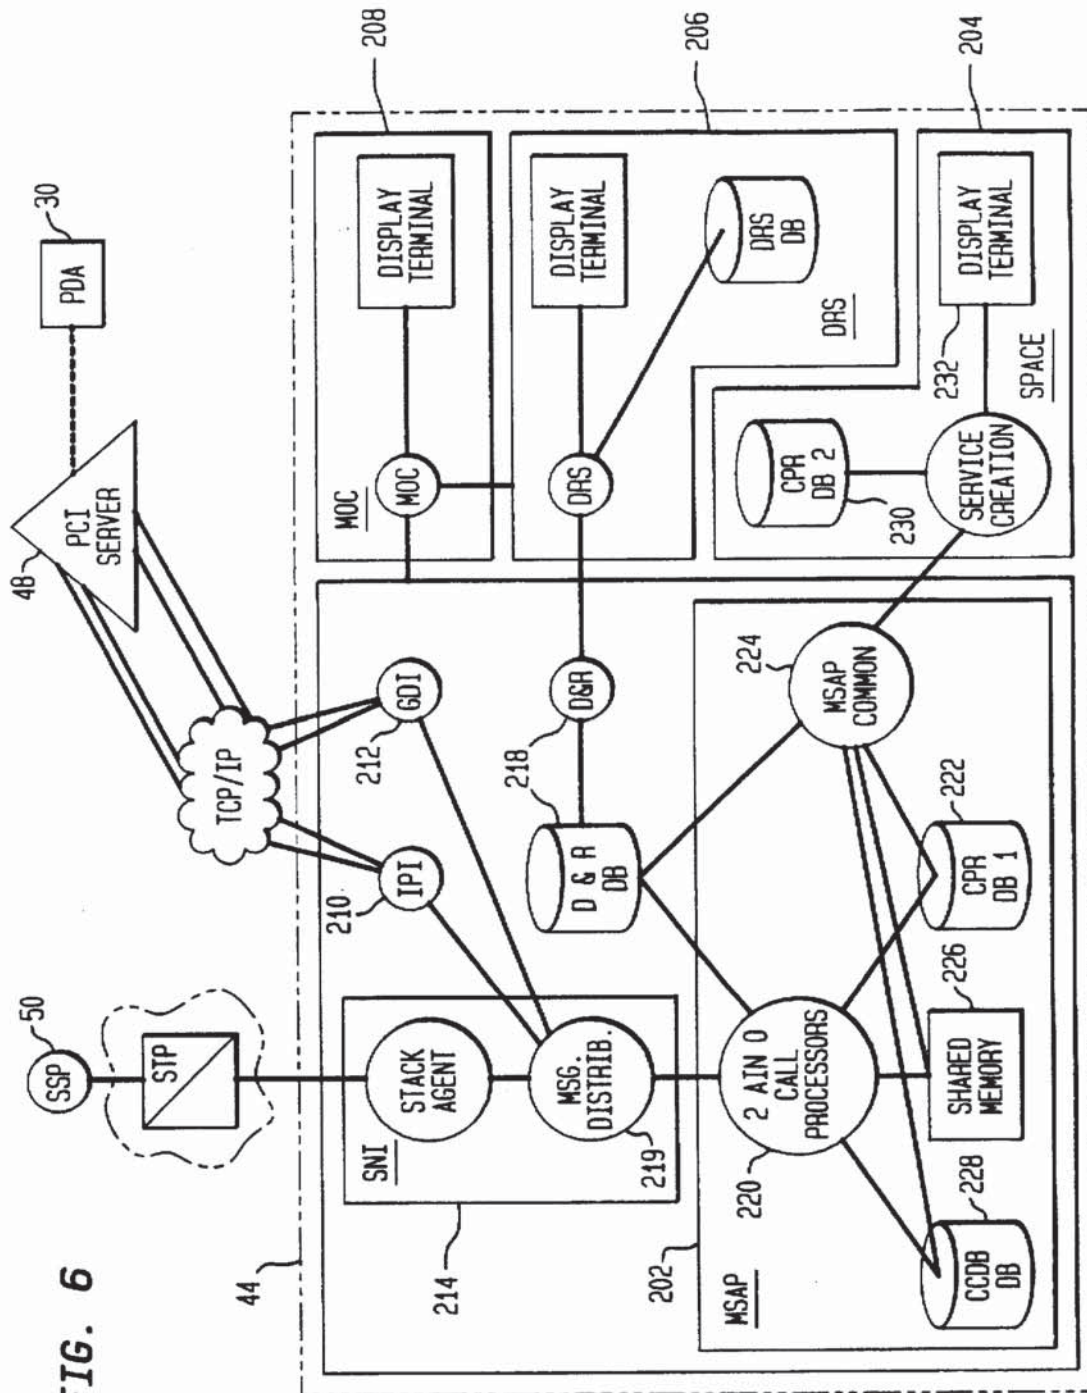 FIG. 6
SSP
50
STP
48
PCI
SERVER
PDA
30
TCP/IP
44
214
SNI
STACK
AGENT
MSG.
DISTRIB.
219
210
IPI
212
GDI
D & R
DB
218
D&R
MOC
MOC
DISPLAY
TERMINAL
208
DRS
DISPLAY
TERMINAL
DRS
DB
DRS
206
202
MSAP
2 AIN 0
CALL
PROCESSORS
220
MSAP
COMMON
224
CCDB
DB
228
SHARED
MEMORY
226
CPR
DB 1
222
CPR
DB 2
230
SERVICE
CREATION
DISPLAY
TERMINAL
232
SPACE
204